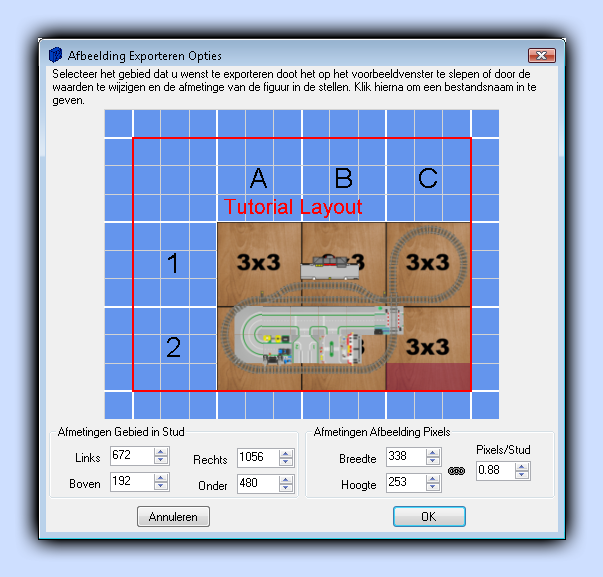 Afbeelding Exporteren Opties
Selecteer het gebied dat u wenst te exporteren doot het op het voorbeeldvenster te slepen of door de
waarden te wijzigen en de afmetinge van de figuur in de stellen. Klik hierna om een bestandsnaam in te
geven.
A B C
Tutorial Layout
1 3x3 3x3
2 3x3
Afmetingen Gebied in Stud
Links 672 Rechts 1056
Boven 192 Onder 480
Afmetingen Afbeelding Pixels
Breedte 338 Pixels/Stud
Hoogte 253 0.88
Annuleren OK